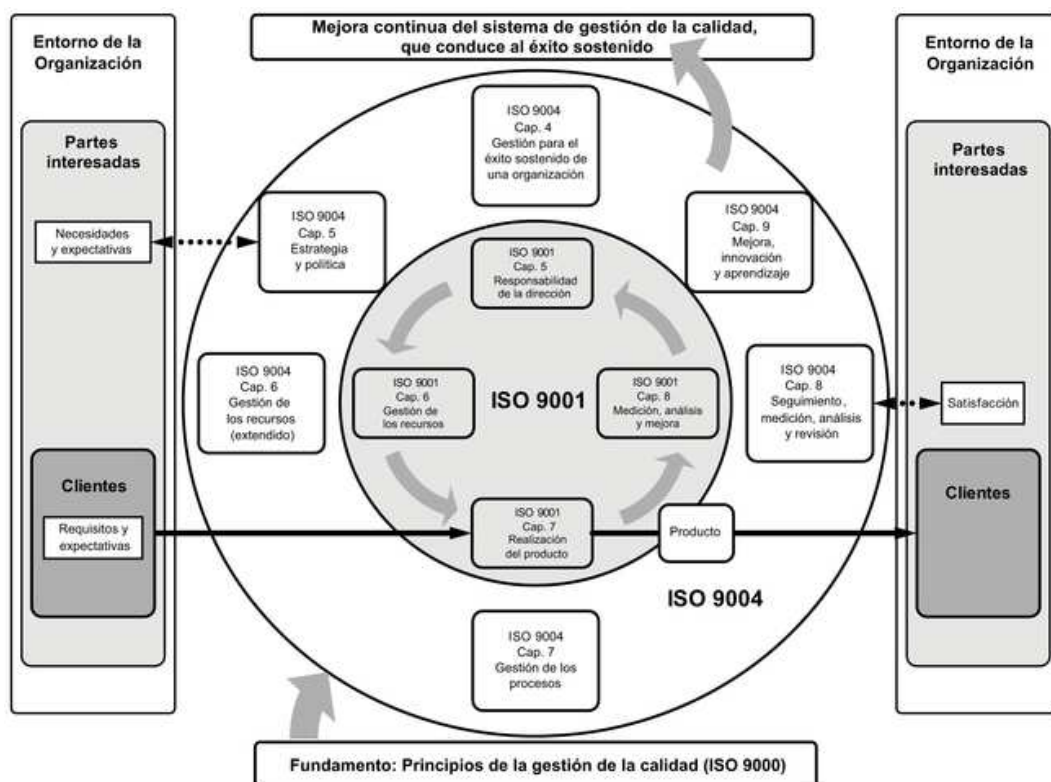 Mejora continua del sistema de gestión de la calidad,
que conduce al éxito sostenido
Entorno de la
Organización
Partes
interesadas
Necesidades
y expectativas
Clientes
Requisitos y
expectativas
ISO 9004
Cap. 4
Gestión para el
éxito sostenido de
una organización
ISO 9004
Cap. 5
Estrategia
y política
ISO 9004
Cap. 9
Mejora,
innovación
y aprendizaje
ISO 9001
Cap. 5
Responsabilidad
de la dirección
ISO 9004
Cap. 6
Gestión de
los recursos
(extendido)
ISO 9001
Cap. 6
Gestión de
los recursos
ISO 9001
ISO 9001
Cap. 8
Medición, análisis
y mejora
ISO 9004
Cap. 8
Seguimiento,
medición, análisis
y revisión
ISO 9001
Cap. 7
Realización
del producto
Producto
ISO 9004
ISO 9004
Cap. 7
Gestión de los
procesos
Entorno de la
Organización
Partes
interesadas
Satisfacción
Clientes
Fundamento: Principios de la gestión de la calidad (ISO 9000)